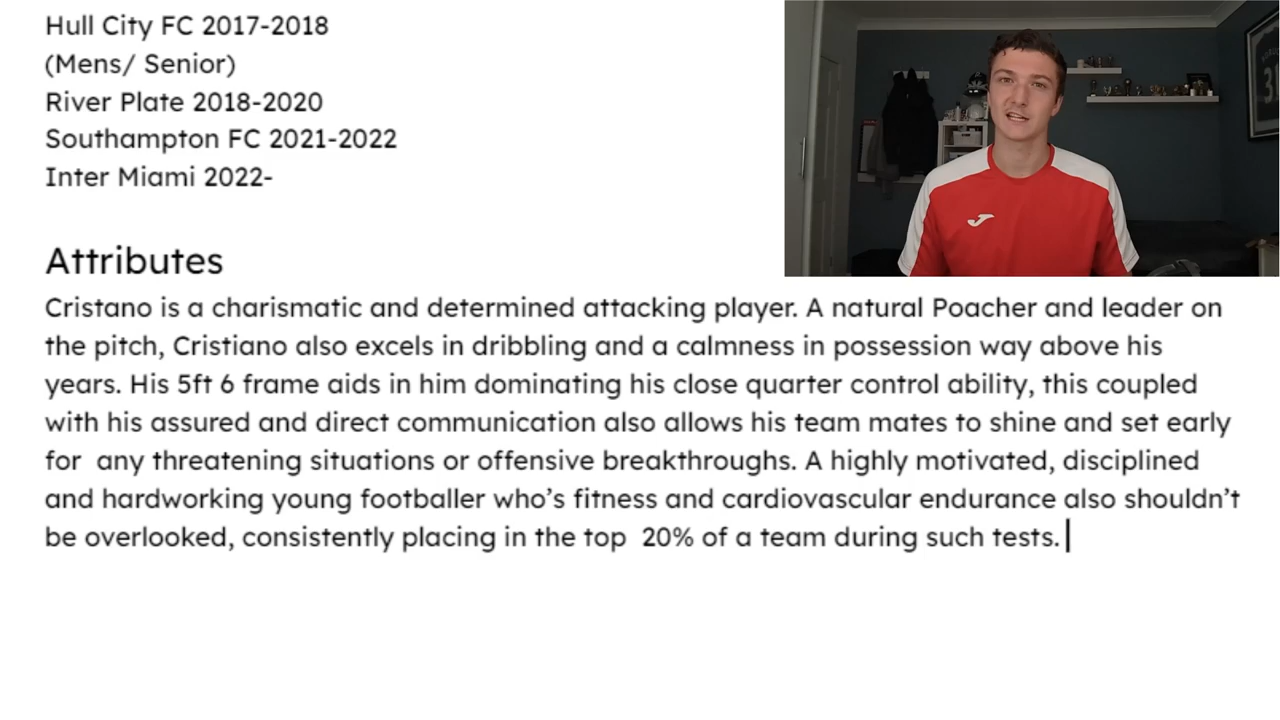 Hull City FC 2017-2018
(Mens/ Senior)
River Plate 2018-2020
Southampton FC 2021-2022
Inter Miami 2022-
Attributes
Cristano is a charismatic and determined attacking player. A natural Poacher and leader on
the pitch, Cristiano also excels in dribbling and a calmness in possession way above his
years. His 5ft 6 frame aids in him dominating his close quarter control ability, this coupled
with his assured and direct communication also allows his team mates to shine and set early
for  any threatening situations or offensive breakthroughs. A highly motivated, disciplined
and hardworking young footballer who’s fitness and cardiovascular endurance also shouldn’t
be overlooked, consistently placing in the top  20% of a team during such tests.